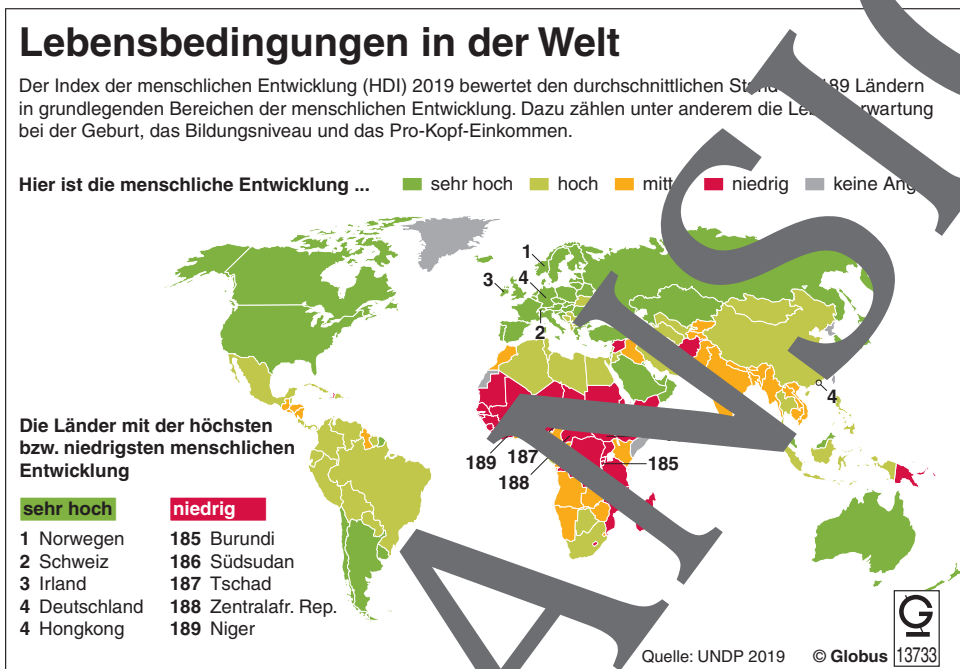 Lebensbedingungen in der Welt
Der Index der menschlichen Entwicklung (HDI) 2019 bewertet den durchschnittlichen Ländern
in grundlegenden Bereichen der menschlichen Entwicklung. Dazu zählen unter anderem die
bei der Geburt, das Bildungsniveau und das Pro-Kopf-Einkommen.
Hier ist die menschliche Entwicklung ... sehr hoch hoch niedrig keine
1
3
4
2
4
189
187
188
185
Die Länder mit der höchsten
bzw. niedrigsten menschlichen
Entwicklung
sehr hoch
1 Norwegen
2 Schweiz
3 Irland
4 Deutschland
4 Hongkong
niedrig
185 Burundi
186 Südsudan
187 Tschad
188 Zentralafr. Rep.
189 Niger
Quelle: UNDP 2019 © Globus
G
13733